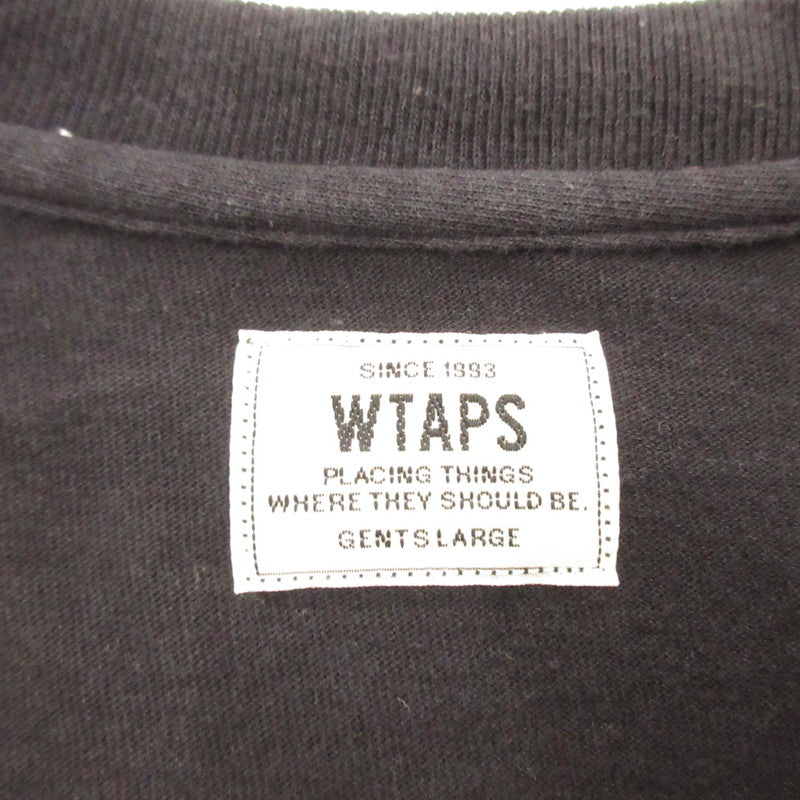 SINCE 1993
WTAPS
PLACING THINGS
WHERE THEY SHOULD BE.
GENTS LARGE